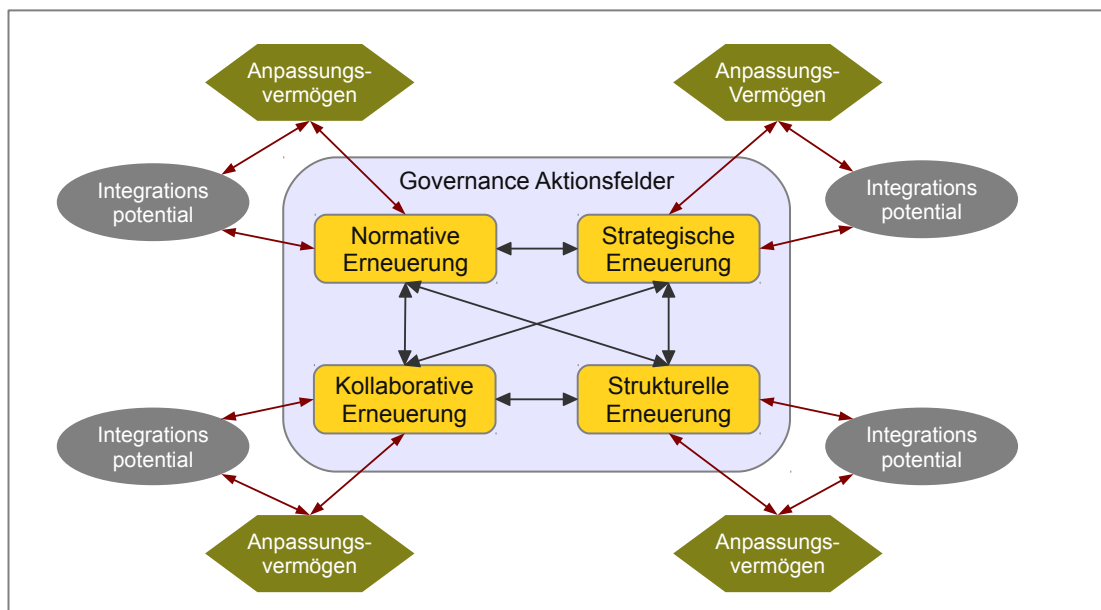 Anpassungs-
vermögen
Anpassungs-
Vermögen
Integrations
potential
Governance Aktionsfelder
Integrations
potential
Normative
Erneuerung
Strategische
Erneuerung
Kollaborative
Erneuerung
Strukturelle
Erneuerung
Integrations
potential
Integrations
potential
Anpassungs-
vermögen
Anpassungs-
vermögen